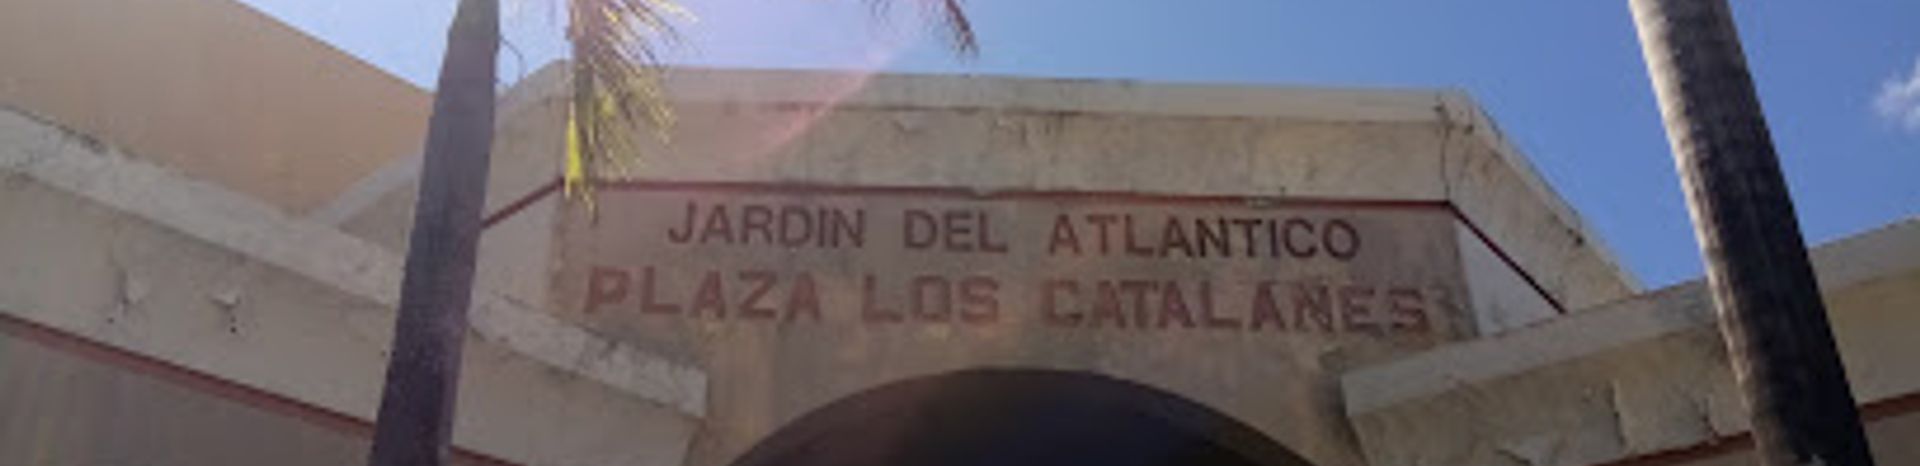 JARDIN DEL ATLANTICO
PLAZA LOS CATALANES